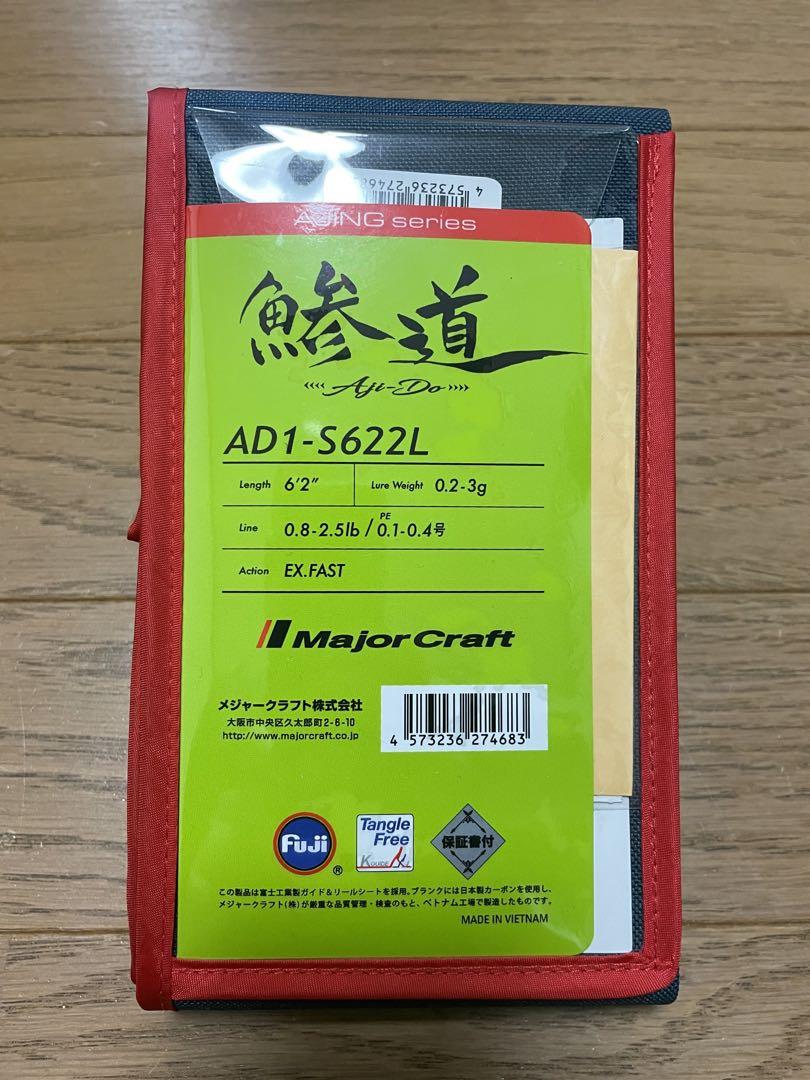 4 573236 27468
AJING series
鯵道
Aji-Do
AD1-S622L
Length 6'2" Lure Weight 0.2-3g
Line 0.8-2.5lb / PE 0.1-0.4号
Action EX.FAST
Major Craft
メジャークラフト株式会社
大阪市中央区久太郎町2-6-10
http://www.majorcraft.co.jp
4 573236 274683
Fuji ®
Tangle Free
K GUIDE
保証書付
この製品は富士工業製ガイド&リールシートを採用。ブランクには日本製カーボンを使用し、
メジャークラフト(株)が厳重な品質管理・検査のもと、ベトナム工場で製造したものです。
MADE IN VIETNAM